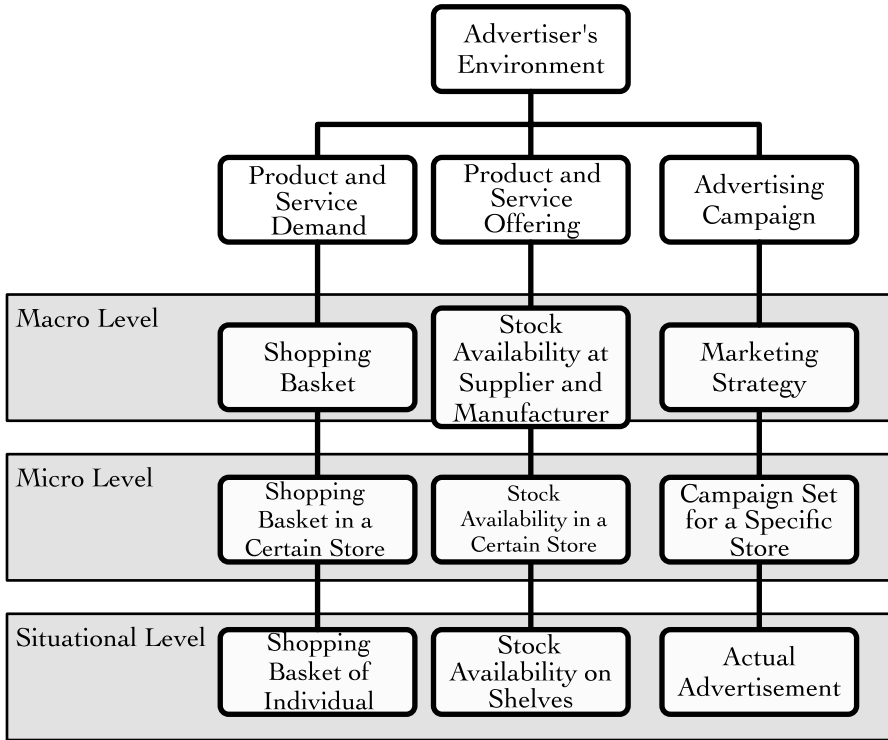 Advertiser's
Environment
Product and
Service
Demand
Product and
Service
Offering
Advertising
Campaign
Macro Level
Shopping
Basket
Stock
Availability at
Supplier and
Manufacturer
Marketing
Strategy
Micro Level
Shopping
Basket in a
Certain Store
Stock
Availability in a
Certain Store
Campaign Set
for a Specific
Store
Situational Level
Shopping
Basket of
Individual
Stock
Availability on
Shelves
Actual
Advertisement